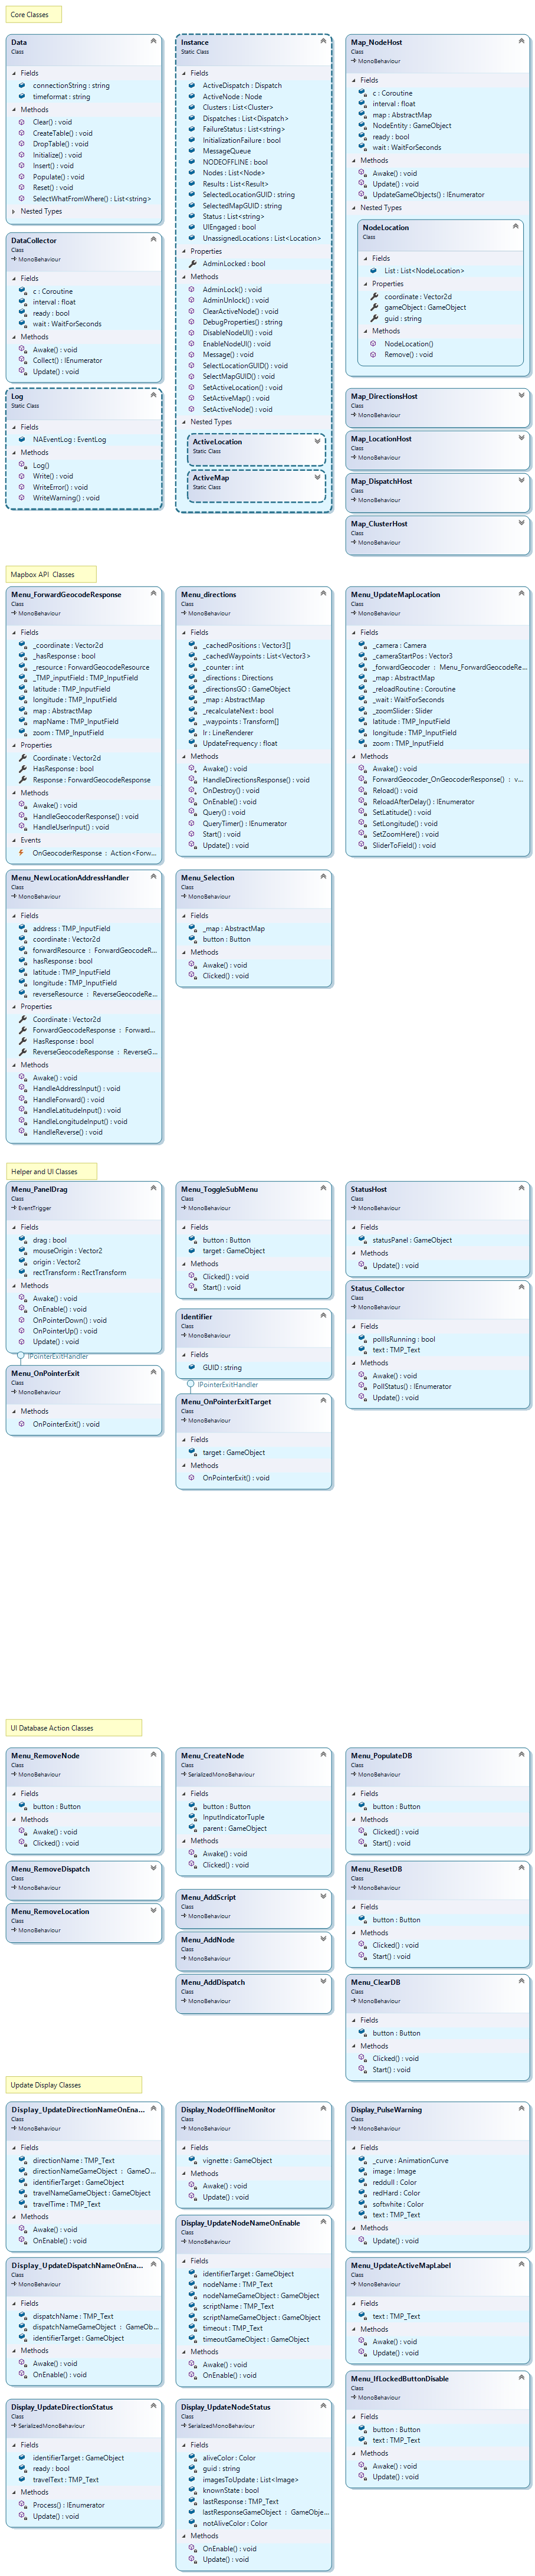 Core Classes
Data
Class
Fields
connectionString : string
timeformat : string
Methods
Clear() : void
CreateTable() : void
DropTable() : void
Initialize() : void
Insert() : void
Populate() : void
Reset() : void
SelectWhatFromWhere() : List<string>
Nested Types
DataCollector
Class
MonoBehaviour
Fields
c : Coroutine
interval : float
ready : bool
wait : WaitForSeconds
Methods
Awake() : void
Collect() : IEnumerator
Update() : void
Log
Static Class
Fields
NAEventLog : EventLog
Methods
Log()
Write() : void
WriteError() : void
WriteWarning() : void
Instance
Static Class
Fields
ActiveDispatch : Dispatch
ActiveNode : Node
Clusters : List<Cluster>
Dispatches : List<Dispatch>
FailureStatus : List<string>
InitializationFailure : bool
MessageQueue
NODEOFFLINE : bool
Nodes : List<Node>
Results : List<Result>
SelectedLocationGUID : string
SelectedMapGUID : string
Status : List<string>
UIEngaged : bool
UnassignedLocations : List<Location>
Properties
AdminLocked : bool
Methods
AdminLock() : void
AdminUnlock() : void
ClearActiveNode() : void
DebugProperties() : string
DisableNodeUI() : void
EnableNodeUI() : void
Message() : void
SelectLocationGUID() : void
SelectMapGUID() : void
SetActiveLocation() : void
SetActiveMap() : void
SetActiveNode() : void
Nested Types
ActiveLocation
Static Class
ActiveMap
Static Class
Map_NodeHost
Class
MonoBehaviour
Fields
c : Coroutine
interval : float
map : AbstractMap
NodeEntity : GameObject
ready : bool
wait : WaitForSeconds
Methods
Awake() : void
Update() : void
UpdateGameObjects() : IEnumerator
Nested Types
NodeLocation
Class
Fields
List : List<NodeLocation>
Properties
coordinate : Vector2d
gameObject : GameObject
guid : string
Methods
NodeLocation()
Remove() : void
Map_DirectionsHost
Class
MonoBehaviour
Map_LocationHost
Class
MonoBehaviour
Map_DispatchHost
Class
MonoBehaviour
Map_ClusterHost
Class
MonoBehaviour
Mapbox API Classes
Menu_ForwardGeocodeResponse
Class
MonoBehaviour
Fields
_coordinate : Vector2d
_hasResponse : bool
_resource : ForwardGeocodeResource
_TMP_inputField : TMP_InputField
latitude : TMP_InputField
longitude : TMP_InputField
map : AbstractMap
mapName : TMP_InputField
zoom : TMP_InputField
Properties
Coordinate : Vector2d
HasResponse : bool
Response : ForwardGeocodeResponse
Methods
Awake() : void
HandleGeocoderResponse() : void
HandleUserInput() : void
Events
OnGeocoderResponse : Action<Forw...
Menu_directions
Class
MonoBehaviour
Fields
_cachedPositions : Vector3[]
_cachedWaypoints : List<Vector3>
_counter : int
_directions : Directions
_directionsGO : GameObject
_map : AbstractMap
_recalculateNext : bool
_waypoints : Transform[]
lr : LineRenderer
UpdateFrequency : float
Methods
Awake() : void
HandleDirectionsResponse() : void
OnDestroy() : void
OnEnable() : void
Query() : void
QueryTimer() : IEnumerator
Start() : void
Update() : void
Menu_UpdateMapLocation
Class
MonoBehaviour
Fields
_camera : Camera
_cameraStartPos : Vector3
_forwardGeocoder : Menu_ForwardGeocodeRe...
_map : AbstractMap
_reloadRoutine : Coroutine
_wait : WaitForSeconds
_zoomSlider : Slider
latitude : TMP_InputField
longitude : TMP_InputField
zoom : TMP_InputField
Methods
Awake() : void
ForwardGeocoder_OnGeocoderResponse() : v...
Reload() : void
ReloadAfterDelay() : IEnumerator
SetLatitude() : void
SetLongitude() : void
SetZoomHere() : void
SliderToField() : void
Menu_NewLocationAddressHandler
Class
MonoBehaviour
Fields
address : TMP_InputField
coordinate : Vector2d
forwardResource : ForwardGeocodeR...
hasResponse : bool
latitude : TMP_InputField
longitude : TMP_InputField
reverseResource : ReverseGeocodeRe...
Properties
Coordinate : Vector2d
ForwardGeocodeResponse : Forward...
HasResponse : bool
ReverseGeocodeResponse : ReverseG...
Methods
Awake() : void
HandleAddressInput() : void
HandleForward() : void
HandleLatitudeInput() : void
HandleLongitudeInput() : void
HandleReverse() : void
Menu_Selection
Class
MonoBehaviour
Fields
_map : AbstractMap
button : Button
Methods
Awake() : void
Clicked() : void
Helper and UI Classes
Menu_PanelDrag
Class
EventTrigger
Fields
drag : bool
mouseOrigin : Vector2
origin : Vector2
rectTransform : RectTransform
Methods
Awake() : void
OnEnable() : void
OnPointerDown() : void
OnPointerUp() : void
Update() : void
IPointerExitHandler
Menu_OnPointerExit
Class
MonoBehaviour
Methods
OnPointerExit() : void
Menu_ToggleSubMenu
Class
MonoBehaviour
Fields
button : Button
target : GameObject
Methods
Clicked() : void
Start() : void
Identifier
Class
MonoBehaviour
Fields
GUID : string
IPointerExitHandler
Menu_OnPointerExitTarget
Class
MonoBehaviour
Fields
target : GameObject
Methods
OnPointerExit() : void
StatusHost
Class
MonoBehaviour
Fields
statusPanel : GameObject
Methods
Update() : void
Status_Collector
Class
MonoBehaviour
Fields
pollIsRunning : bool
text : TMP_Text
Methods
Awake() : void
PollStatus() : IEnumerator
Update() : void
UI Database Action Classes
Menu_RemoveNode
Class
MonoBehaviour
Fields
button : Button
Methods
Awake() : void
Clicked() : void
Menu_RemoveDispatch
Class
MonoBehaviour
Menu_RemoveLocation
Class
MonoBehaviour
Menu_CreateNode
Class
SerializedMonoBehaviour
Fields
button : Button
InputIndicatorTuple
parent : GameObject
Methods
Awake() : void
Clicked() : void
Menu_AddScript
Class
MonoBehaviour
Menu_AddNode
Class
MonoBehaviour
Menu_AddDispatch
Class
MonoBehaviour
Menu_PopulateDB
Class
MonoBehaviour
Fields
button : Button
Methods
Clicked() : void
Start() : void
Menu_ResetDB
Class
MonoBehaviour
Fields
button : Button
Methods
Clicked() : void
Start() : void
Menu_ClearDB
Class
MonoBehaviour
Fields
button : Button
Methods
Clicked() : void
Start() : void
Update Display Classes
Display_UpdateDirectionNameOnEna...
Class
MonoBehaviour
Fields
directionName : TMP_Text
directionNameGameObject : GameO...
identifierTarget : GameObject
travelNameGameObject : GameObject
travelTime : TMP_Text
Methods
Awake() : void
OnEnable() : void
Display_UpdateDispatchNameOnEna...
Class
MonoBehaviour
Fields
dispatchName : TMP_Text
dispatchNameGameObject : GameOb...
identifierTarget : GameObject
Methods
Awake() : void
OnEnable() : void
Display_UpdateDirectionStatus
Class
SerializedMonoBehaviour
Fields
identifierTarget : GameObject
ready : bool
travelText : TMP_Text
Methods
Process() : IEnumerator
Update() : void
Display_NodeOfflineMonitor
Class
MonoBehaviour
Fields
vignette : GameObject
Methods
Awake() : void
Update() : void
Display_UpdateNodeNameOnEnable
Class
MonoBehaviour
Fields
identifierTarget : GameObject
nodeName : TMP_Text
nodeNameGameObject : GameObject
scriptName : TMP_Text
scriptNameGameObject : GameObject
timeout : TMP_Text
timeoutGameObject : GameObject
Methods
Awake() : void
OnEnable() : void
Display_UpdateNodeStatus
Class
SerializedMonoBehaviour
Fields
aliveColor : Color
guid : string
imagesToUpdate : List<Image>
knownState : bool
lastResponse : TMP_Text
lastResponseGameObject : GameObje...
notAliveColor : Color
Methods
OnEnable() : void
Update() : void
Display_PulseWarning
Class
MonoBehaviour
Fields
_curve : AnimationCurve
image : Image
reddull : Color
redHard : Color
softwhite : Color
text : TMP_Text
Methods
Update() : void
Menu_UpdateActiveMapLabel
Class
MonoBehaviour
Fields
text : TMP_Text
Methods
Awake() : void
Update() : void
Menu_IfLockedButtonDisable
Class
MonoBehaviour
Fields
button : Button
text : TMP_Text
Methods
Awake() : void
Update() : void